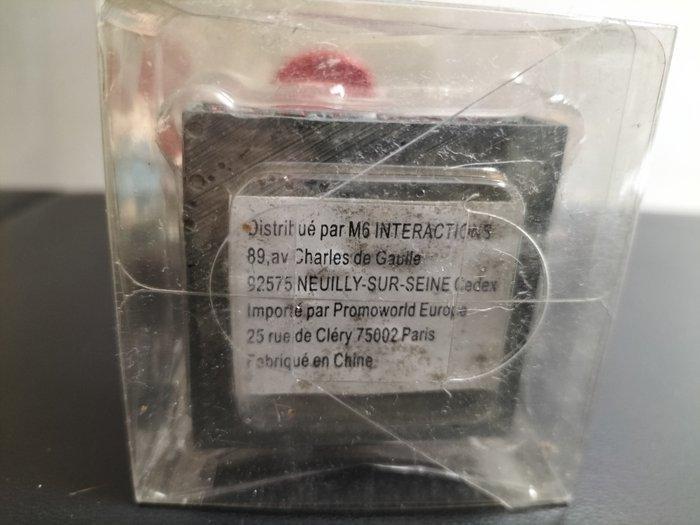 Distribué par M6 INTERACTIONS
89,av Charles de Gaulle
92575 NEUILLY-SUR-SEINE Cedex
Importé par Promoworld Europe
25 rue de Cléry 75002 Paris
Fabriqué en Chine